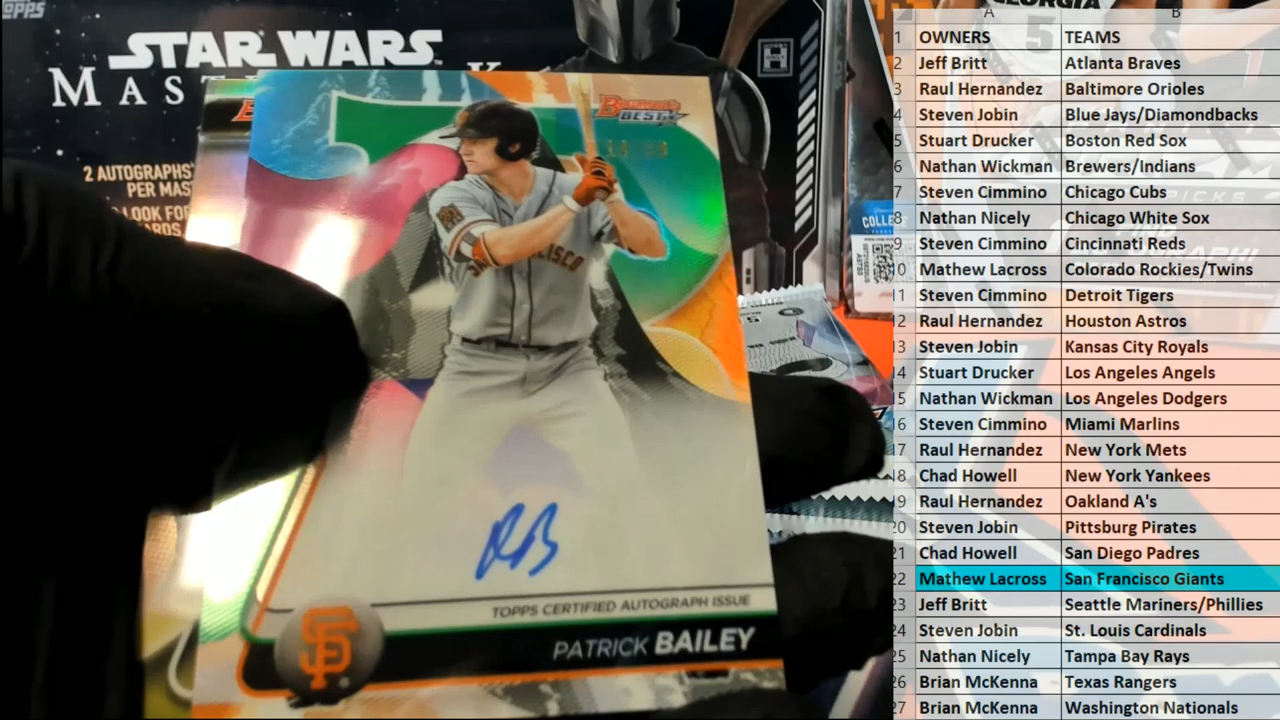 TOPPS
STAR WARS
2 AUTOGRAPHS
PER MAS
LOOK FOR
BOWMAN'S
BEST
TOPPS CERTIFIED AUTOGRAPH ISSUE
PATRICK BAILEY
SF
COLLE
GEORGIA
5
PICKS
A B
1 OWNERS TEAMS
2 Jeff Britt Atlanta Braves
3 Raul Hernandez Baltimore Orioles
4 Steven Jobin Blue Jays/Diamondbacks
5 Stuart Drucker Boston Red Sox
6 Nathan Wickman Brewers/Indians
7 Steven Cimmino Chicago Cubs
8 Nathan Nicely Chicago White Sox
9 Steven Cimmino Cincinnati Reds
10 Mathew Lacross Colorado Rockies/Twins
11 Steven Cimmino Detroit Tigers
12 Raul Hernandez Houston Astros
13 Steven Jobin Kansas City Royals
14 Stuart Drucker Los Angeles Angels
15 Nathan Wickman Los Angeles Dodgers
16 Steven Cimmino Miami Marlins
17 Raul Hernandez New York Mets
18 Chad Howell New York Yankees
19 Raul Hernandez Oakland A's
20 Steven Jobin Pittsburg Pirates
21 Chad Howell San Diego Padres
22 Mathew Lacross San Francisco Giants
23 Jeff Britt Seattle Mariners/Phillies
24 Steven Jobin St. Louis Cardinals
25 Nathan Nicely Tampa Bay Rays
26 Brian McKenna Texas Rangers
27 Brian McKenna Washington Nationals